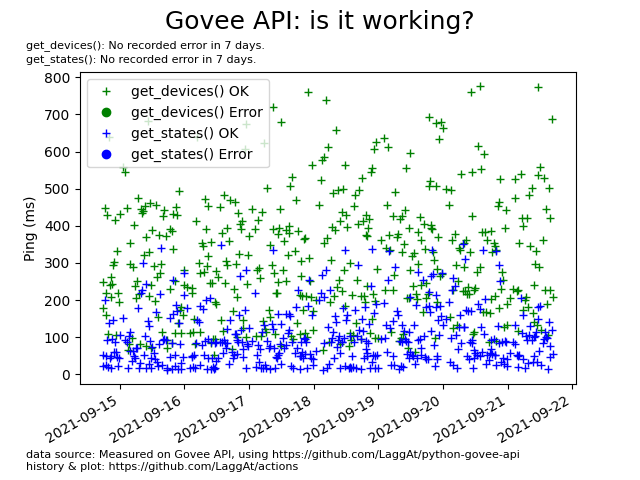 Govee API: is it working?
get_devices(): No recorded error in 7 days.
get_states(): No recorded error in 7 days.
get_devices() OK
get_devices() Error
get_states() OK
get_states() Error
Ping (ms)
800
700
600
500
400
300
200
100
0
2021-09-15
2021-09-16
2021-09-17
2021-09-18
2021-09-19
2021-09-20
2021-09-21
2021-09-22
data source: Measured on Govee API, using https://github.com/LaggAt/python-govee-api
history & plot: https://github.com/LaggAt/actions